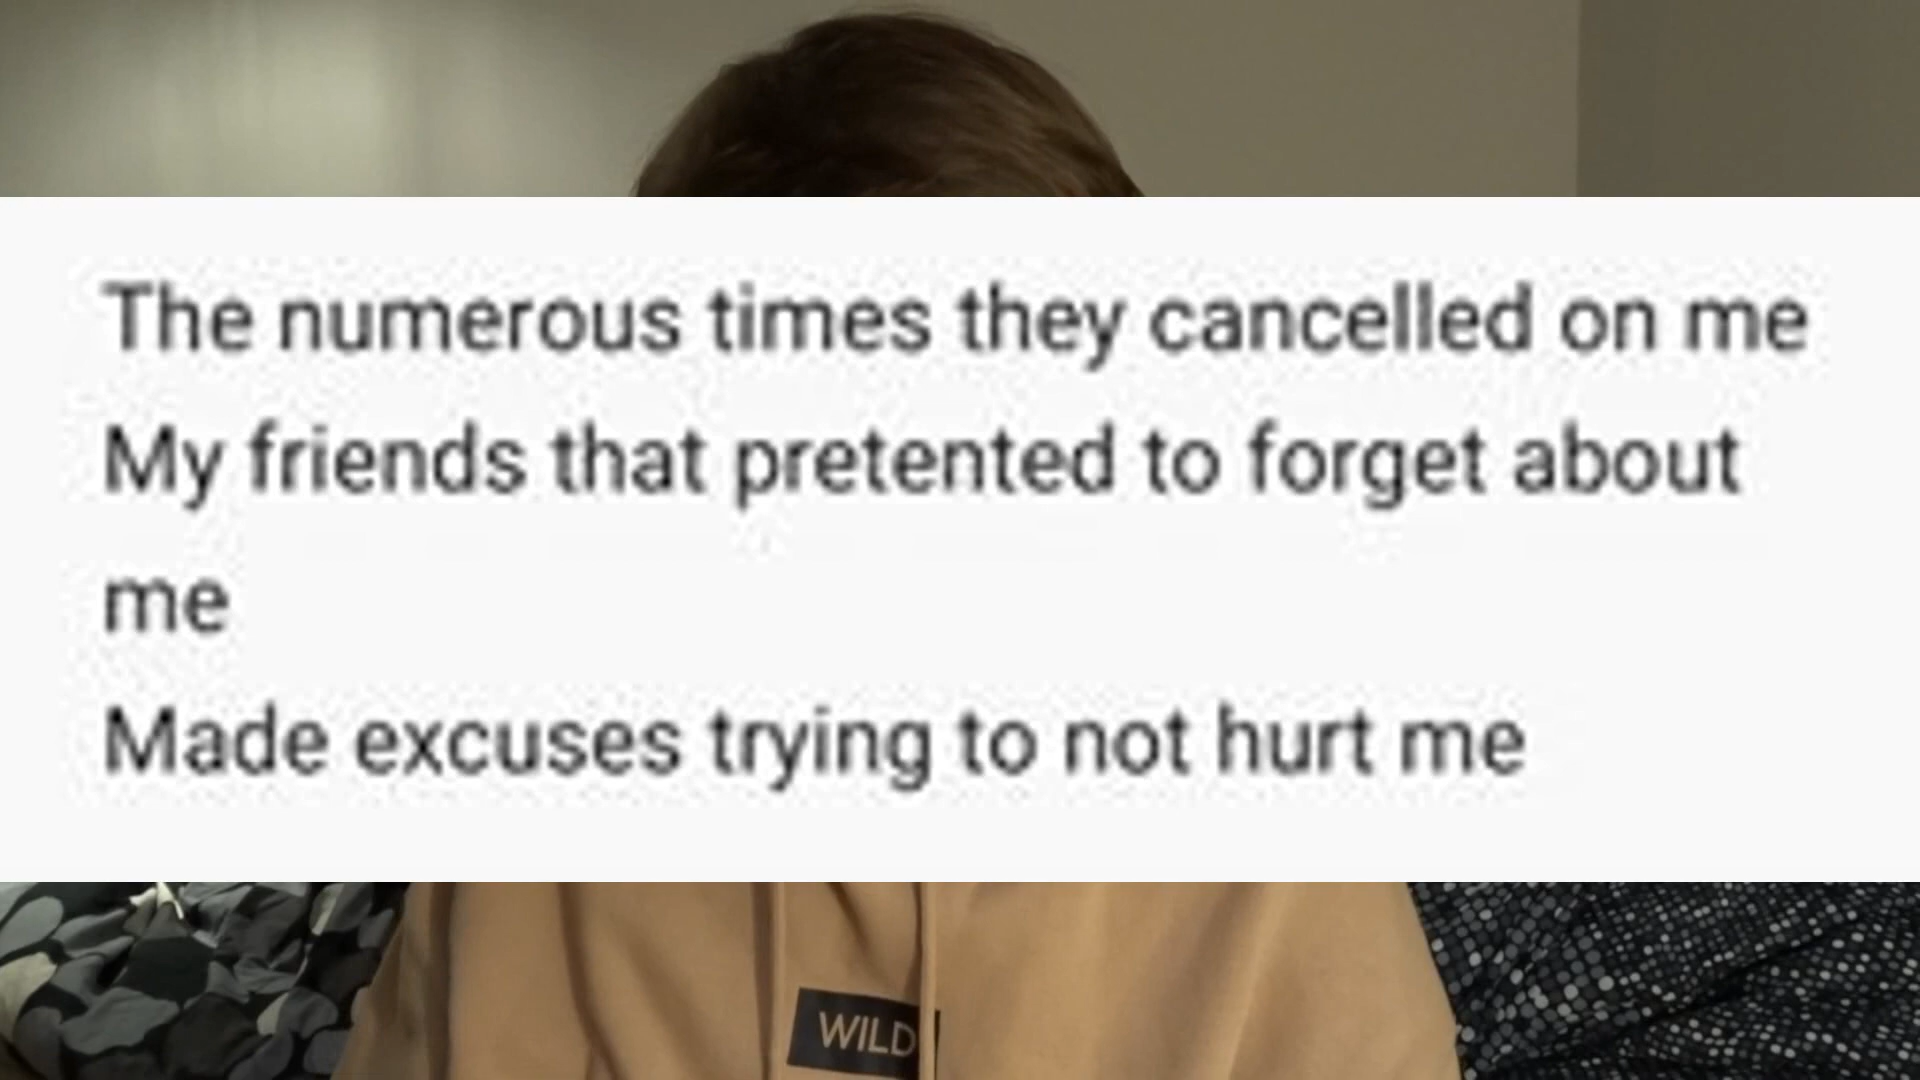 The numerous times they cancelled on me
My friends that pretented to forget about
me
Made excuses trying to not hurt me
WILD